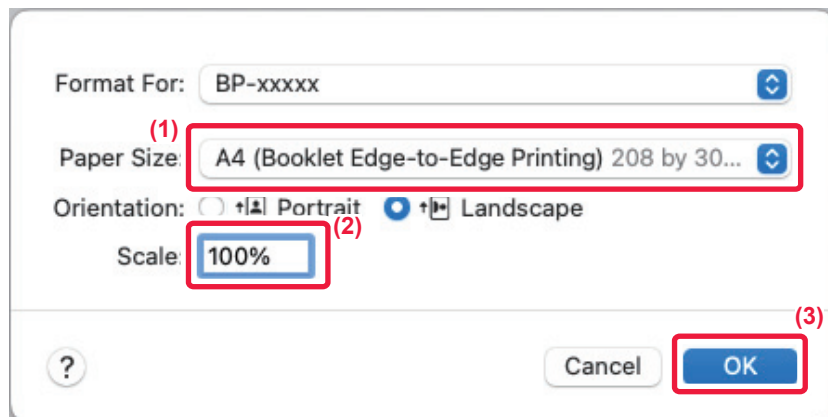 Format For: BP-xxxxx
(1)
Paper Size: A4 (Booklet Edge-to-Edge Printing) 208 by 30...
Orientation: Portrait Landscape
(2)
Scale: 100%
(3)
? Cancel OK